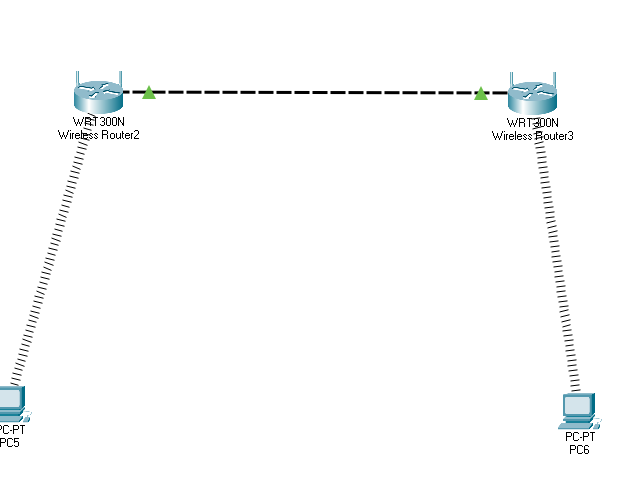 WRT300N
Wireless Router2
WRT300N
Wireless Router3
PC-PT
PC5
PC-PT
PC6